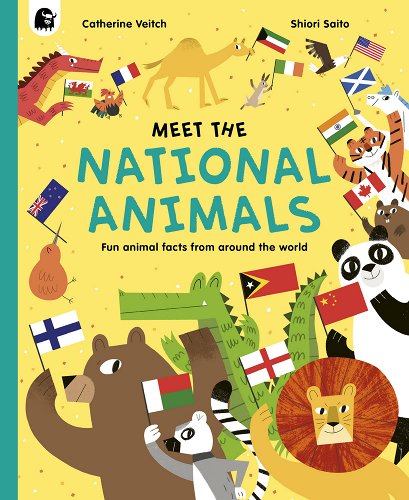 Catherine Veitch
Shiori Saito
MEET THE
NATIONAL
ANIMALS
Fun animal facts from around the world